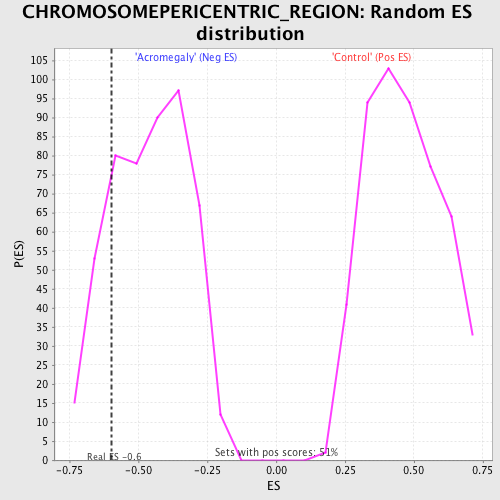 CHROMOSOMEPERICENTRIC_REGION: Random ES
distribution
'Acromegaly' (Neg ES)
'Control' (Pos ES)
105
100
95
90
85
80
75
70
65
60
55
50
45
40
35
30
25
20
15
10
5
0
P(ES)
Real ES -0.6
Sets with pos scores: 51%
-0.75 -0.50 -0.25 0.00 0.25 0.50 0.75
ES